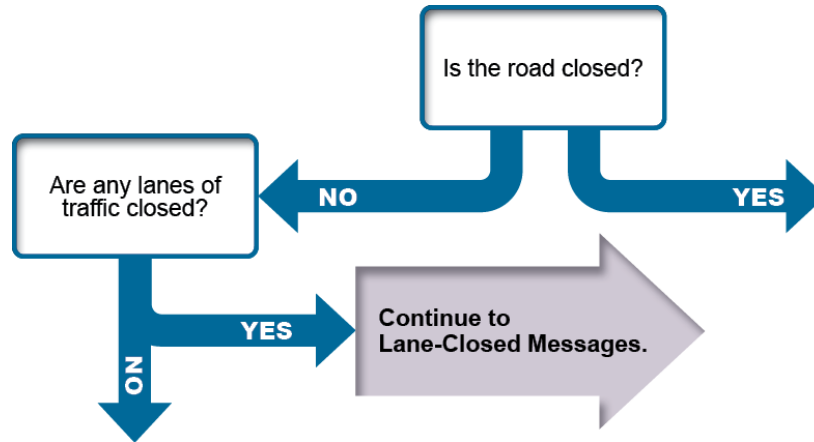 Is the road closed?
NO
YES
Are any lanes of
traffic closed?
YES
Continue to
Lane-Closed Messages.
NO